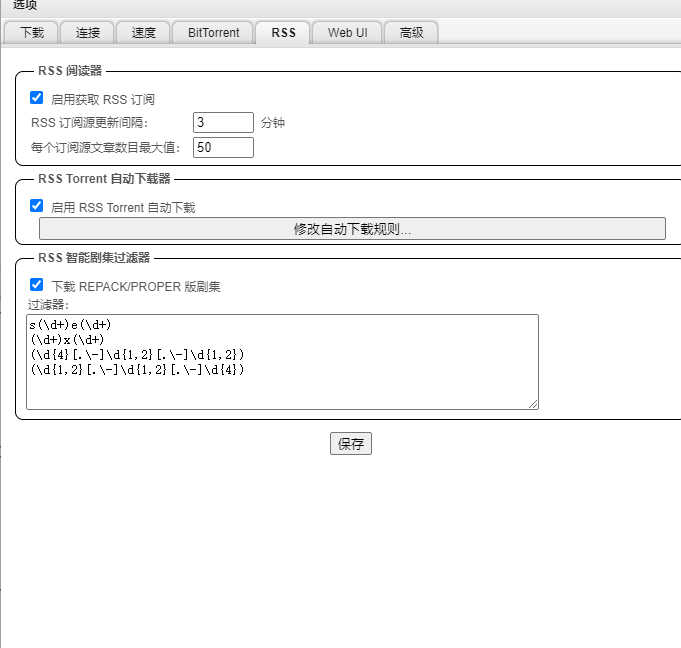 选项
下载 连接 速度 BitTorrent RSS Web UI 高级
RSS 阅读器
启用获取 RSS 订阅
RSS 订阅源更新间隔: 3 分钟
每个订阅源文章数目最大值: 50
RSS Torrent 自动下载器
启用 RSS Torrent 自动下载
修改自动下载规则...
RSS 智能剧集过滤器
下载 REPACK/PROPER 版剧集
过滤器:
s(\d+)e(\d+)
(\d+)x(\d+)
(\d{4}[.\-]\d{1,2}[.\-]\d{1,2})
(\d{1,2}[.\-]\d{1,2}[.\-]\d{4})
保存